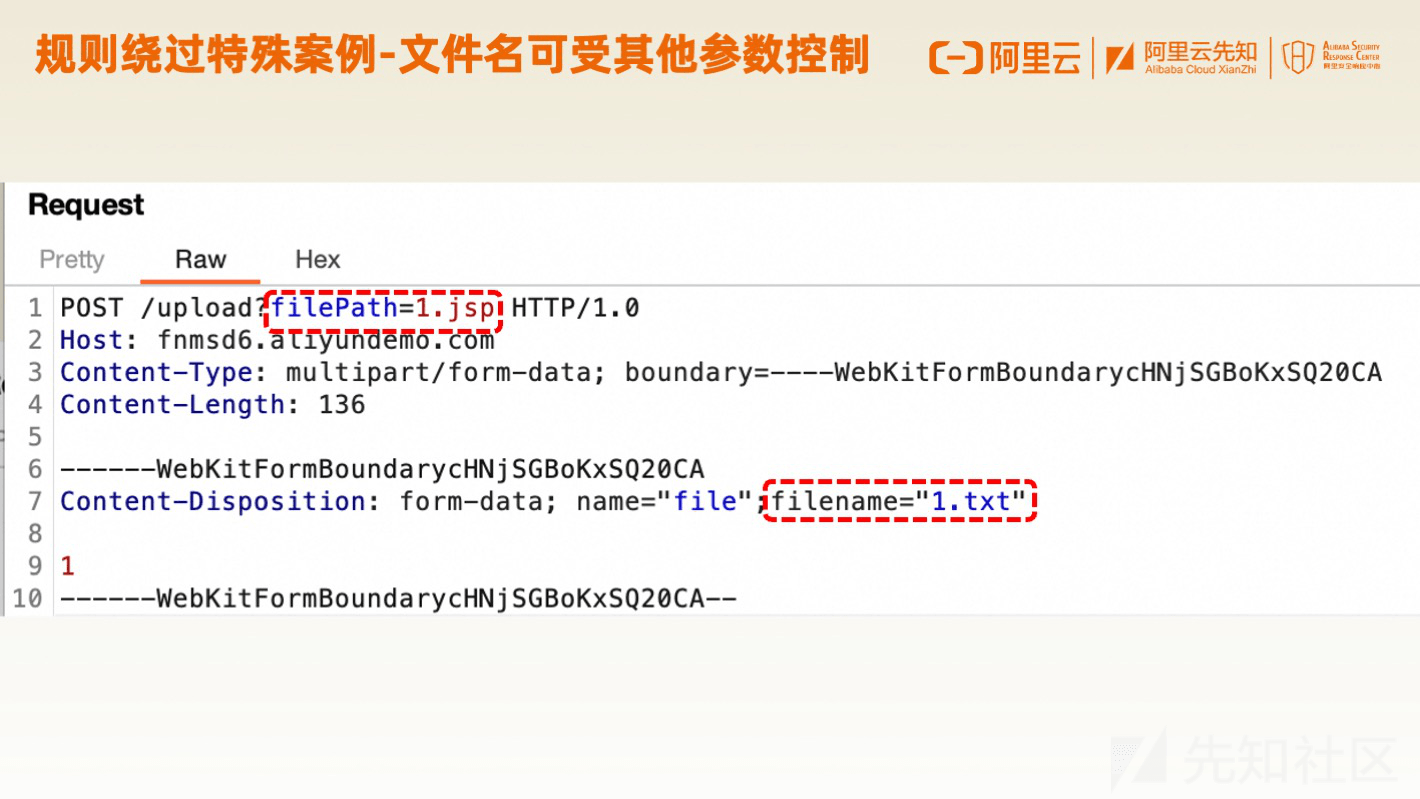 规则绕过特殊案例-文件名可受其他参数控制
阿里云
阿里云先知
Alibaba Cloud XianZhi
ALIBABA SECURITY
RESPONSE CENTER
阿里安全响应中心
Request
Pretty Raw Hex
1 POST /upload?filePath=1.jsp HTTP/1.0
2 Host: fnmsd6.aliyundemo.com
3 Content-Type: multipart/form-data; boundary=----WebKitFormBoundarycHNjSGBoKxSQ20CA
4 Content-Length: 136
5
6 ------WebKitFormBoundarycHNjSGBoKxSQ20CA
7 Content-Disposition: form-data; name="file";filename="1.txt"
8
9 1
10 ------WebKitFormBoundarycHNjSGBoKxSQ20CA--
先知社区